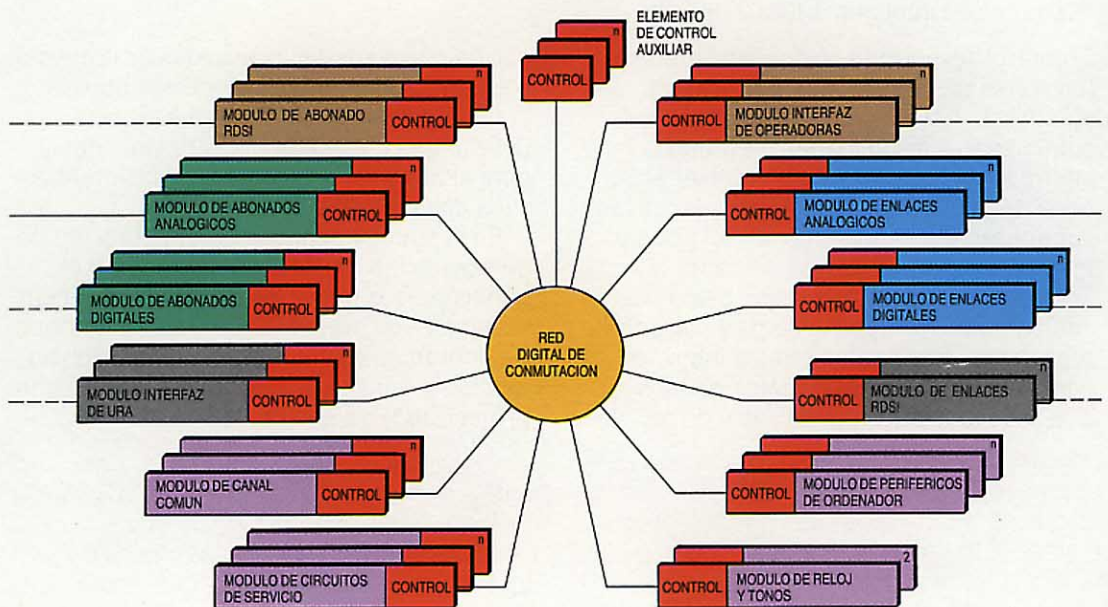 ELEMENTO
DE CONTROL
AUXILIAR
n
CONTROL
n
MODULO DE ABONADO
RDSI
CONTROL
n
CONTROL
MODULO INTERFAZ
DE OPERADORAS
n
MODULO DE ABONADOS
ANALOGICOS
CONTROL
n
CONTROL
MODULO DE ENLACES
ANALOGICOS
n
MODULO DE ABONADOS
DIGITALES
CONTROL
n
CONTROL
MODULO DE ENLACES
DIGITALES
RED
DIGITAL DE
CONMUTACION
n
MODULO INTERFAZ
DE URA
CONTROL
n
CONTROL
MODULO DE ENLACES
RDSI
n
MODULO DE CANAL
COMUN
CONTROL
n
CONTROL
MODULO DE PERIFERICOS
DE ORDENADOR
n
MODULO DE CIRCUITOS
DE SERVICIO
CONTROL
2
CONTROL
MODULO DE RELOJ
Y TONOS